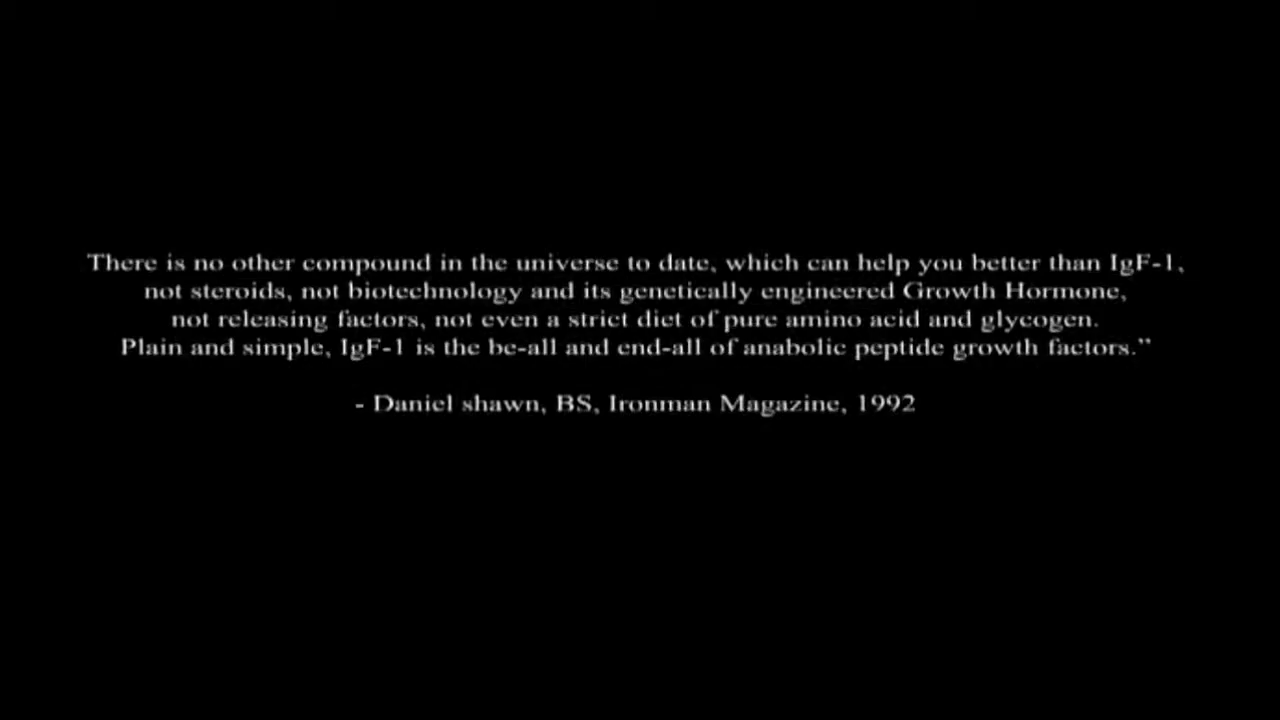 There is no other compound in the universe to date, which can help you better than IgF-1,
not steroids, not biotechnology and its genetically engineered Growth Hormone,
not releasing factors, not even a strict diet of pure amino acid and glycogen.
Plain and simple, IgF-1 is the be-all and end-all of anabolic peptide growth factors.”
- Daniel shawn, BS, Ironman Magazine, 1992